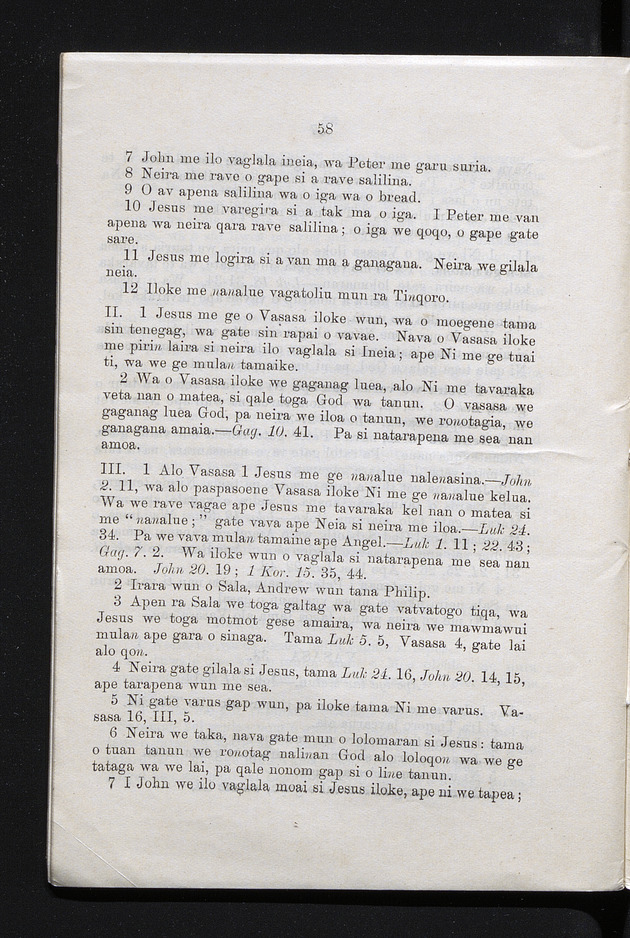 58
7 John me ilo vaglala ineia, wa Peter me garu suria.
8 Neira me rave o gape si a rave salilina.
9 O av apena salilina wa o iga wa o bread.
10 Jesus me varegira si a tak ma o iga. I Peter me van
apena wa neira qara rave salilina; o iga we qoqo, o gape gate
sare.
11 Jesus me logira si a van ma a ganagana. Neira we gilala
neia.
12 Iloke me nanalue vagatoliu mun ra Tinqoro.
II. 1 Jesus me ge o Vasasa iloke wun, wa o moegene tama
sin tenegag, wa gate sin rapai o vavae. Nava o Vasasa iloke
me pirin laira si neira ilo vaglala si Ineia; ape Ni me ge tuai
ti, wa we ge mulan tamaike.
2 Wa o Vasasa iloke we gaganag luea, alo Ni me tavaraka
veta nan o matea, si qale toga God wa tanun. O vasasa we
gaganag luea God, pa neira we iloa o tanun, we ronotagia, we
ganagana amaia.—Gag. 10. 41. Pa si natarapena me sea nan
amoa.
III. 1 Alo Vasasa 1 Jesus me ge nanalue nalenasina.—John
2. 11, wa alo paspasoene Vasasa iloke Ni me ge nanalue kelua.
Wa we rave vagae ape Jesus me tavaraka kel nan o matea si
me "nanalue;" gate vava ape Neia si neira me iloa.—Luk 24.
34. Pa we vava mulan tamaine ape Angel.—Luk 1. 11; 22. 43;
Gag. 7. 2. Wa iloke wun o vaglala si natarapena me sea nan
amoa. John 20. 19; 1 Kor. 15. 35, 44.
2 Irara wun o Sala, Andrew wun tana Philip.
3 Apen ra Sala we toga galtag wa gate vatvatogo tiqa, wa
Jesus we toga motmot gese amaira, wa neira we mawmawui
mulan ape gara o sinaga. Tama Luk 5. 5, Vasasa 4, gate lai
alo qon.
4 Neira gate gilala si Jesus, tama Luk 24. 16, John 20. 14, 15,
ape tarapena wun me sea.
5 Ni gate varus gap wun, pa iloke tama Ni me varus. Va-
sasa 16, III, 5.
6 Neira we taka, nava gate mun o lolomaran si Jesus: tama
o tuan tanun we ronotag nalinan God alo loloqon wa we ge
tataga wa we lai, pa qale nonom gap si o line tanun.
7 I John we ilo vaglala moai si Jesus iloke, ape ni we tapea;